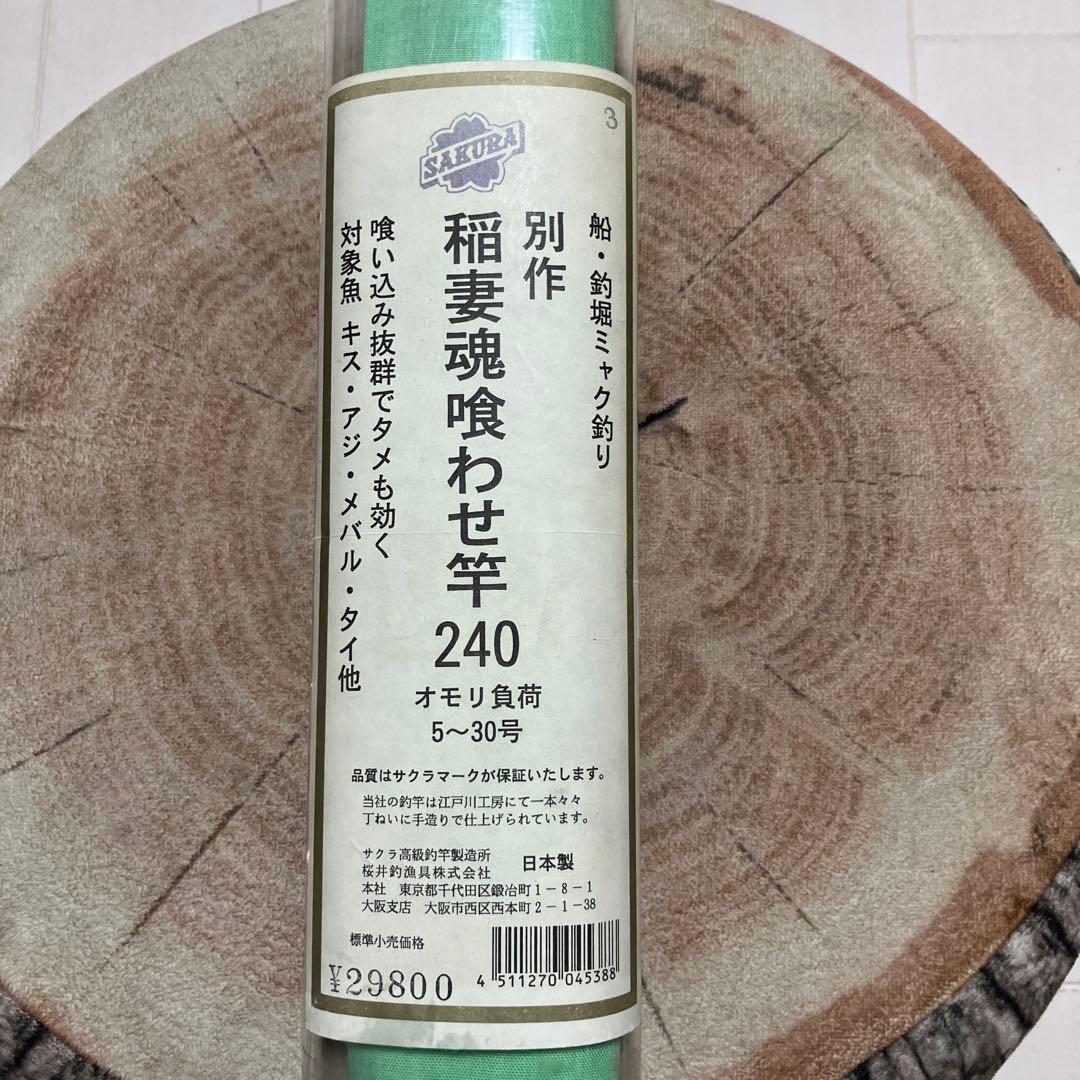 3
SAKURA
船・釣堀ミャク釣り
別作
稲妻魂喰わせ竿
240
オモリ負荷
5〜30号
喰い込み抜群でタメも効く
対象魚 キス・アジ・メバル・タイ他
品質はサクラマークが保証いたします。
当社の釣竿は江戸川工房にて一本々々
丁ねいに手造りで仕上げられています。
サクラ高級釣竿製造所
桜井釣漁具株式会社
日本製
本社 東京都千代田区鍛冶町1-8-1
大阪支店 大阪市西区西本町2-1-38
標準小売価格
¥29800
4 511270 045388